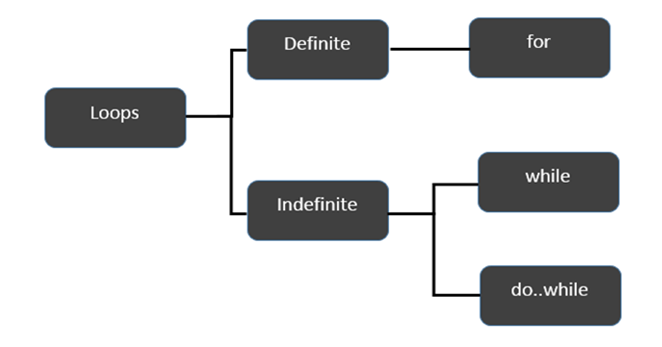 Loops
Definite
for
Indefinite
while
do..while